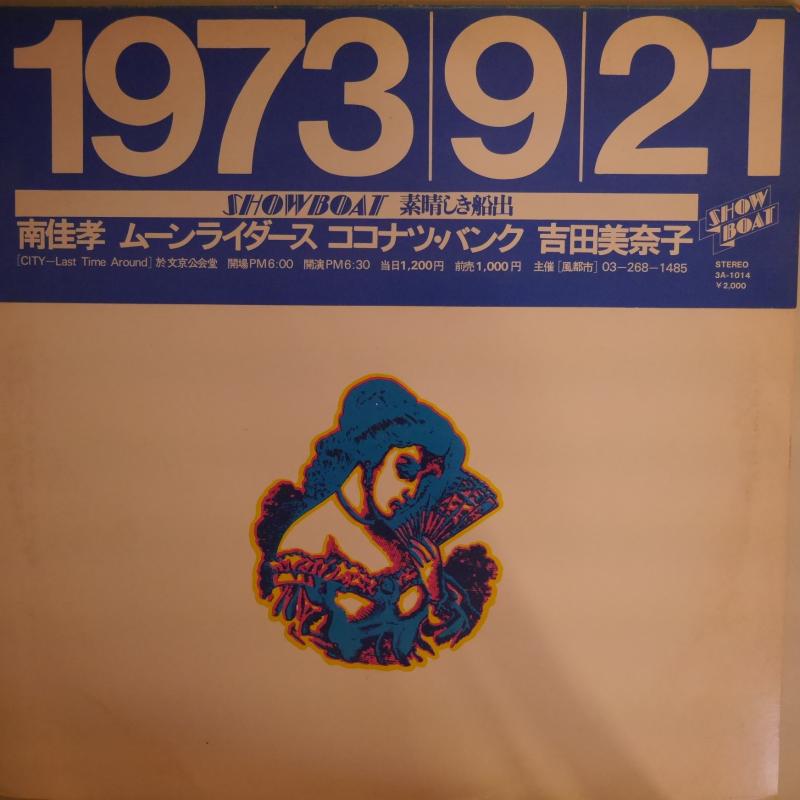 1973|9|21
SHOWBOAT 素晴しき船出
南佳孝 ムーンライダース ココナツ・バンク 吉田美奈子
[CITY—Last Time Around] 於文京公会堂 開場PM6:00 開演PM6:30 当日1,200円 前売1,000円 主催[風都市] 03-268-1485
SHOW
BOAT
STEREO
3A-1014
¥2,000